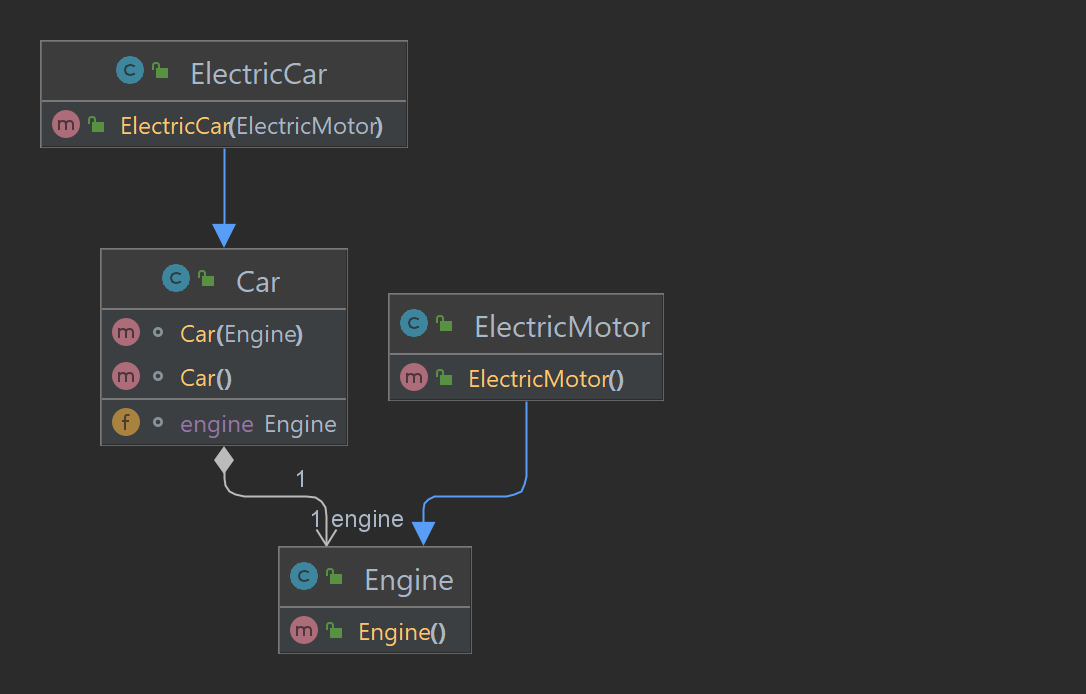 C ElectricCar
m ElectricCar(ElectricMotor)
C Car
m Car(Engine)
m Car()
f engine Engine
C ElectricMotor
m ElectricMotor()
1
1 engine
C Engine
m Engine()